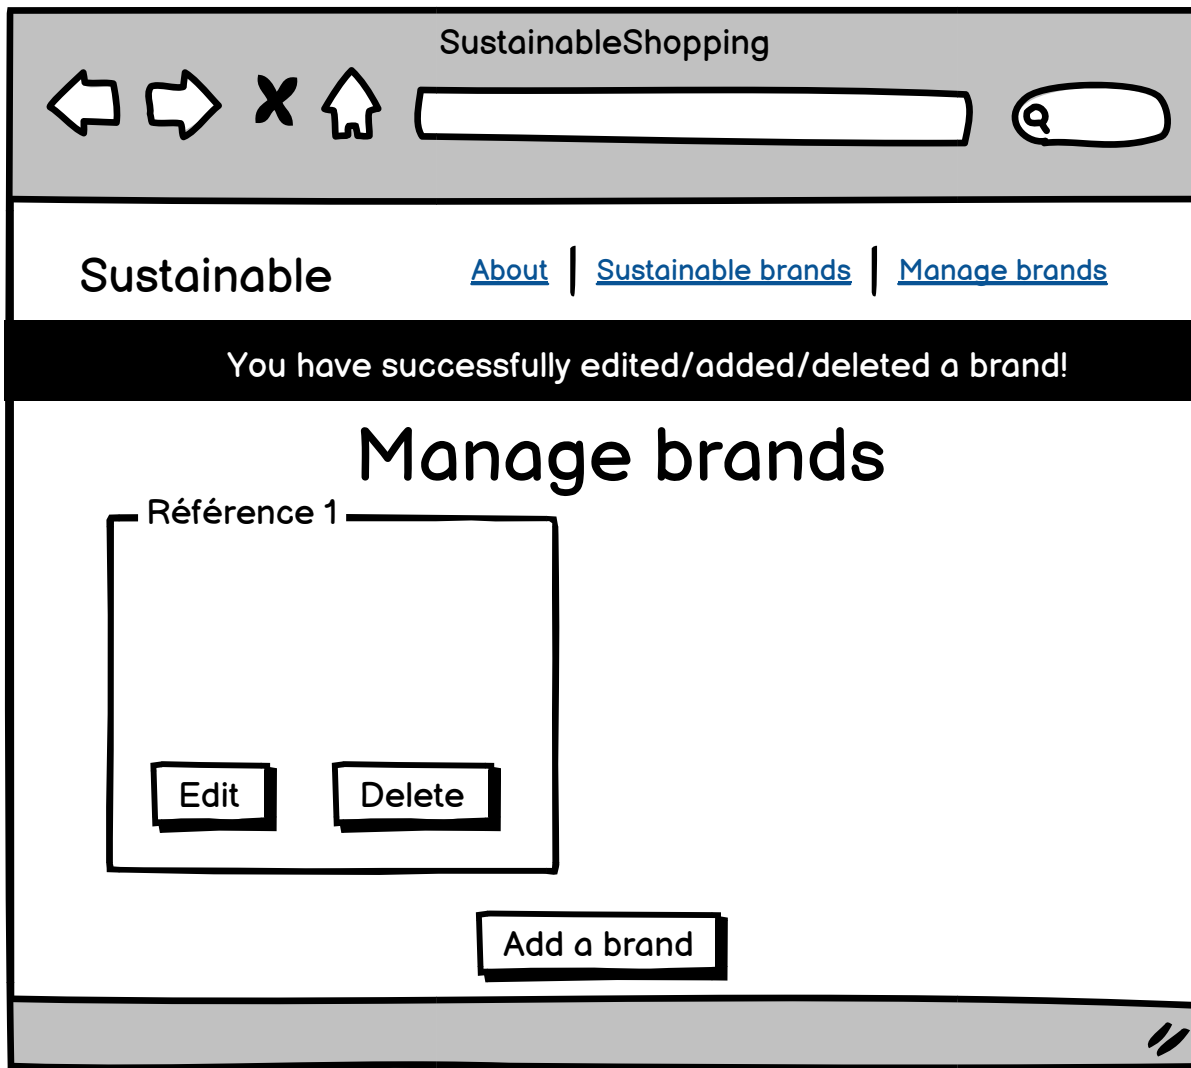 SustainableShopping
Sustainable
About
Sustainable brands
Manage brands
You have successfully edited/added/deleted a brand!
Manage brands
Référence 1
Edit
Delete
Add a brand